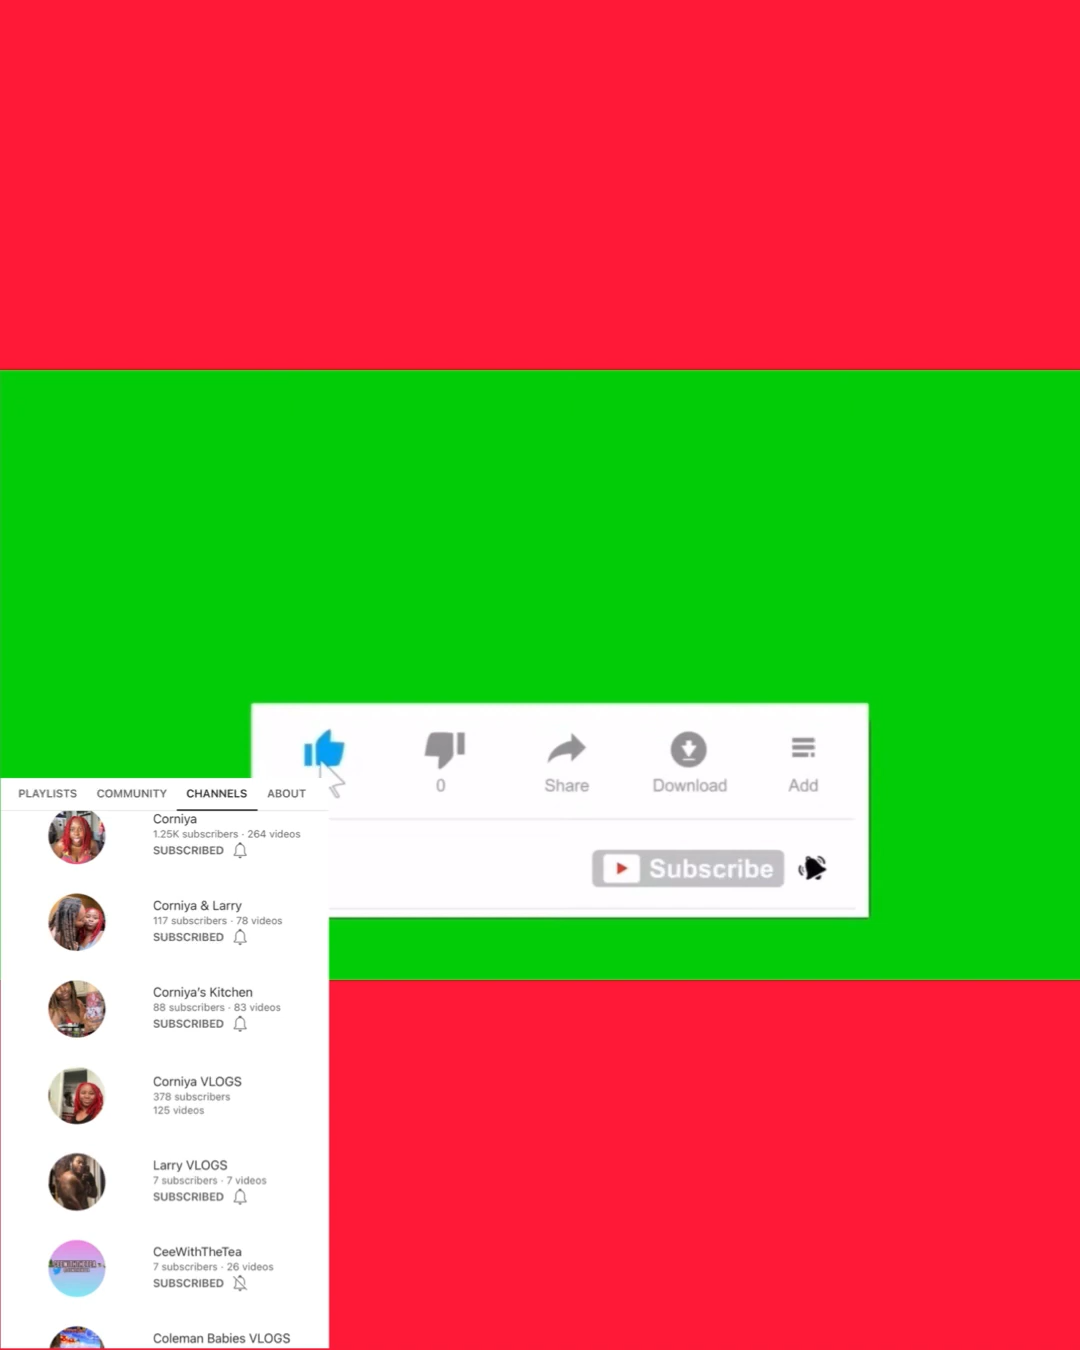 0
Share
Download
Add
Subscribe
PLAYLISTS COMMUNITY CHANNELS ABOUT
Corniya
1.25K subscribers · 264 videos
SUBSCRIBED
Corniya & Larry
117 subscribers · 78 videos
SUBSCRIBED
Corniya's Kitchen
88 subscribers · 83 videos
SUBSCRIBED
Corniya VLOGS
378 subscribers
125 videos
Larry VLOGS
7 subscribers · 7 videos
SUBSCRIBED
CeeWithTheTea
7 subscribers · 26 videos
SUBSCRIBED
Coleman Babies VLOGS